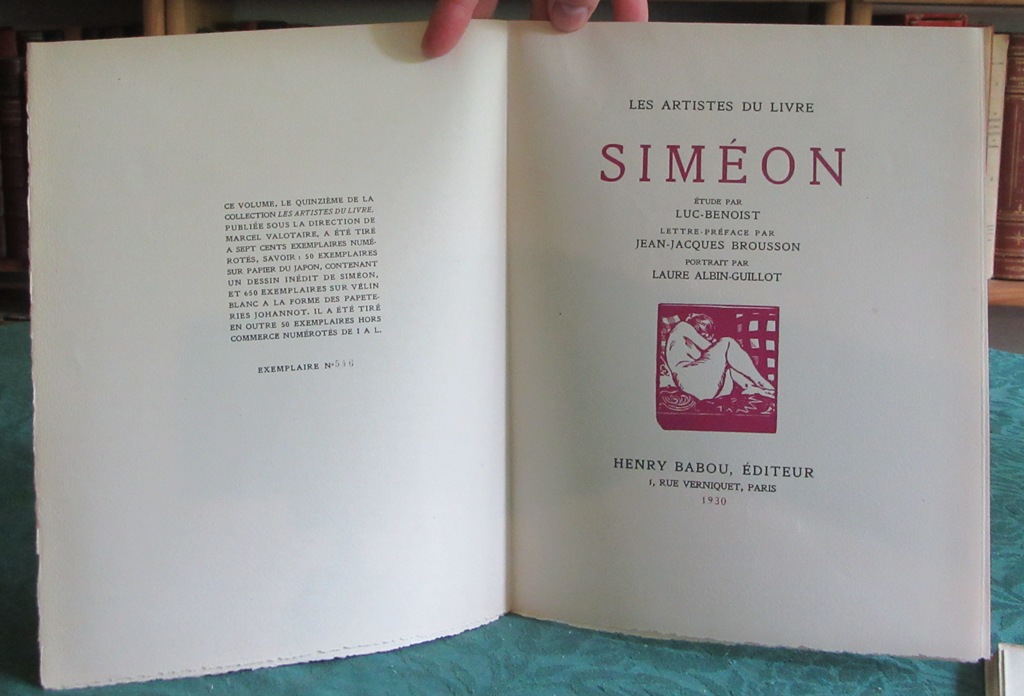 CE VOLUME, LE QUINZIÈME DE LA
COLLECTION LES ARTISTES DU LIVRE,
PUBLIÉE SOUS LA DIRECTION DE
MARCEL VALOTAIRE, A ÉTÉ TIRÉ
A SEPT CENTS EXEMPLAIRES NUMÉ-
ROTÉS, SAVOIR : 50 EXEMPLAIRES
SUR PAPIER DU JAPON, CONTENANT
UN DESSIN INÉDIT DE SIMÉON,
ET 650 EXEMPLAIRES SUR VÉLIN
BLANC A LA FORME DES PAPETE-
RIES JOHANNOT. IL A ÉTÉ TIRÉ
EN OUTRE 50 EXEMPLAIRES HORS
COMMERCE NUMÉROTÉS DE I A L.
EXEMPLAIRE N° 546
LES ARTISTES DU LIVRE
SIMÉON
ÉTUDE PAR
LUC-BENOIST
LETTRE-PRÉFACE PAR
JEAN-JACQUES BROUSSON
PORTRAIT PAR
LAURE ALBIN-GUILLOT
HENRY BABOU, ÉDITEUR
1, RUE VERNIQUET, PARIS
1930